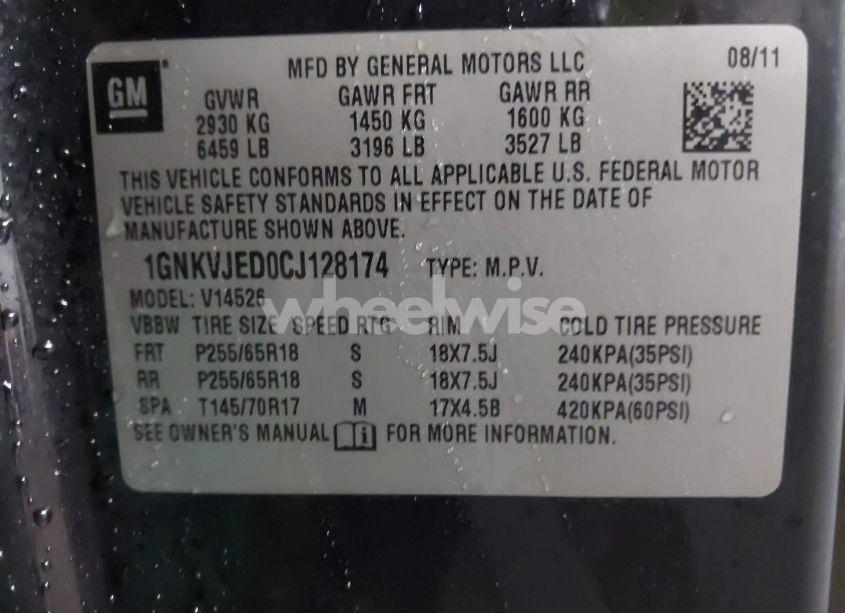 GM
MFD BY GENERAL MOTORS LLC 08/11
GVWR GAWR FRT GAWR RR
2930 KG 1450 KG 1600 KG
6459 LB 3196 LB 3527 LB
THIS VEHICLE CONFORMS TO ALL APPLICABLE U.S. FEDERAL MOTOR
VEHICLE SAFETY STANDARDS IN EFFECT ON THE DATE OF
MANUFACTURE SHOWN ABOVE.
1GNKVJED0CJ128174 TYPE: M.P.V.
MODEL: V14526
wheelwise
VBBW TIRE SIZE SPEED RTG RIM COLD TIRE PRESSURE
FRT P255/65R18 S 18X7.5J 240KPA(35PSI)
RR P255/65R18 S 18X7.5J 240KPA(35PSI)
SPA T145/70R17 M 17X4.5B 420KPA(60PSI)
SEE OWNER'S MANUAL i FOR MORE INFORMATION.